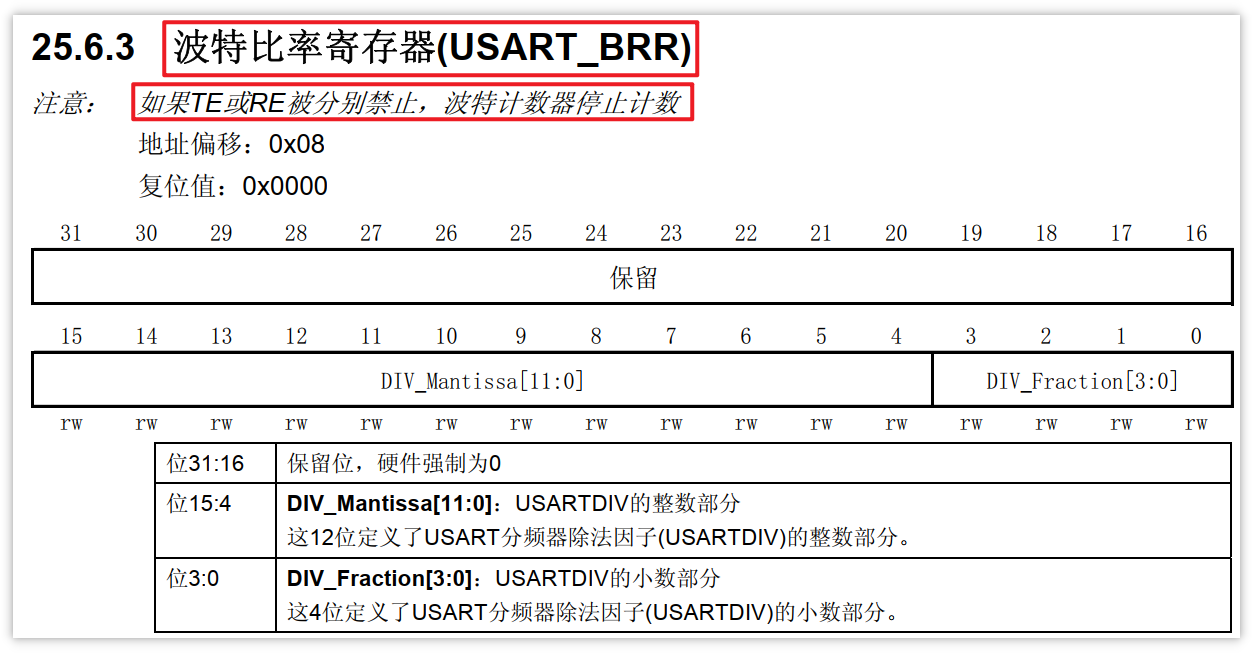 25.6.3 波特比率寄存器(USART_BRR)
注意： 如果TE或RE被分别禁止，波特计数器停止计数
地址偏移：0x08
复位值：0x0000
31 30 29 28 27 26 25 24 23 22 21 20 19 18 17 16
保留
15 14 13 12 11 10 9 8 7 6 5 4 3 2 1 0
DIV_Mantissa[11:0] DIV_Fraction[3:0]
rw rw rw rw rw rw rw rw rw rw rw rw rw rw rw rw
位31:16 保留位，硬件强制为0
位15:4 DIV_Mantissa[11:0]：USARTDIV的整数部分
这12位定义了USART分频器除法因子(USARTDIV)的整数部分。
位3:0 DIV_Fraction[3:0]：USARTDIV的小数部分
这4位定义了USART分频器除法因子(USARTDIV)的小数部分。